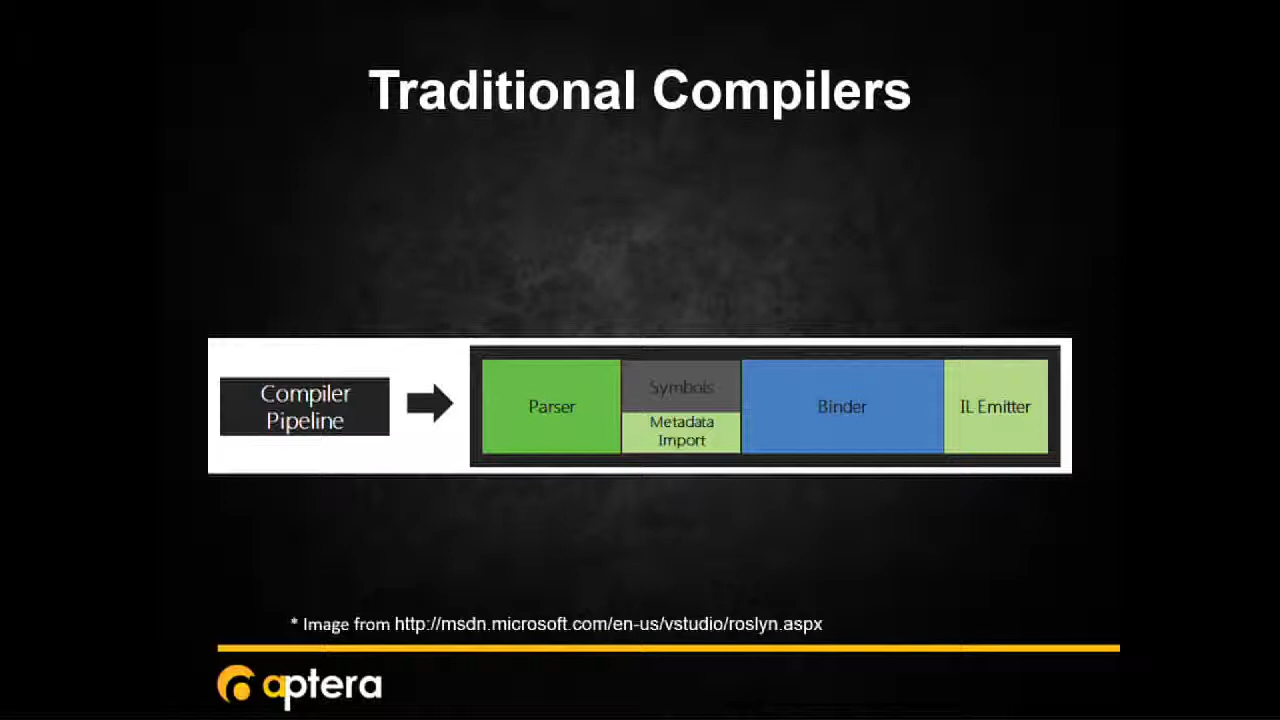 Traditional Compilers
Compiler
Pipeline
Parser
Symbols
Metadata
Import
Binder
IL Emitter
* Image from http://msdn.microsoft.com/en-us/vstudio/roslyn.aspx
aptera